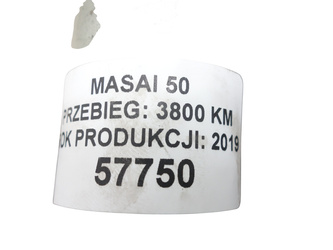 MASAI 50
PRZEBIEG: 3800 KM
OK PRODUKCJI: 2019
57750